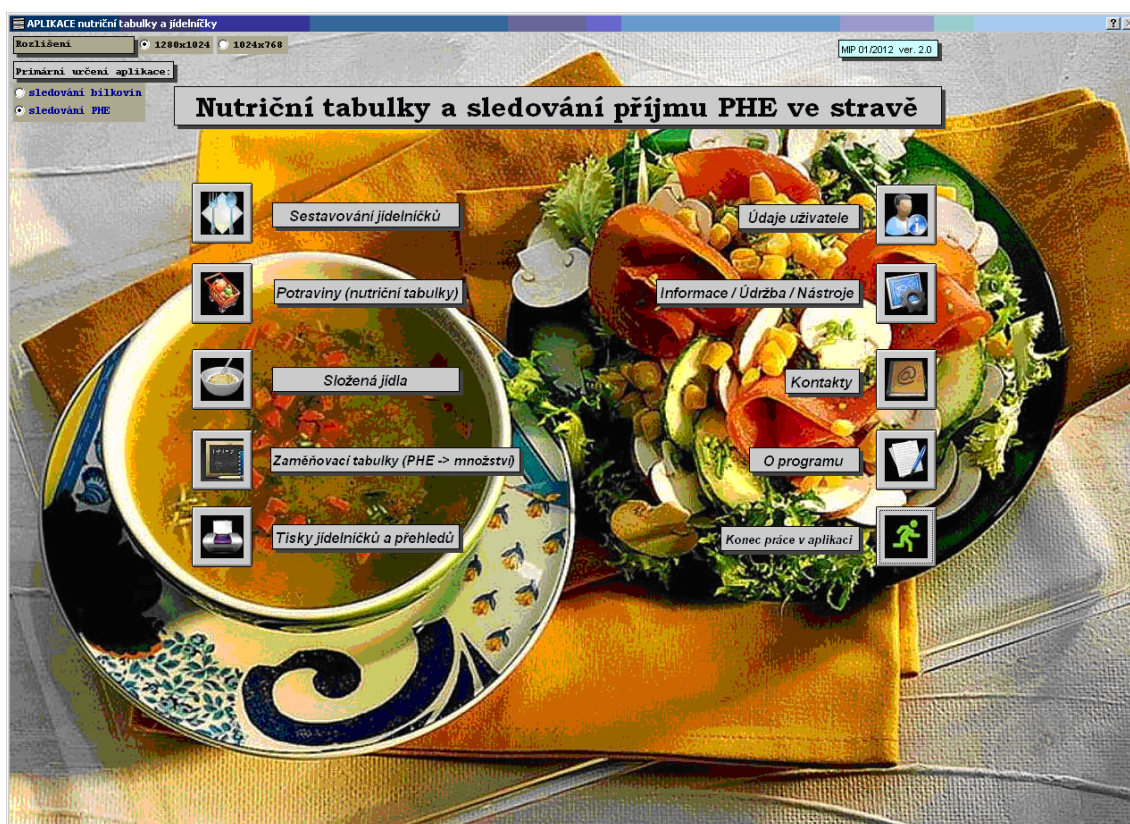 APLIKACE nutriční tabulky a jídelníčky
Rozlišení 1280x1024 1024x768
MIP 01/2012 ver. 2.0
Primární určení aplikace:
sledování bílkovin
sledování PHE
Nutriční tabulky a sledování příjmu PHE ve stravě
Sestavování jídelníčků
Údaje uživatele
Potraviny (nutriční tabulky)
Informace / Údržba / Nástroje
Složená jídla
Kontakty
Zaměňovací tabulky (PHE -> množství)
O programu
Tisky jídelníčků a přehledů
Konec práce v aplikaci